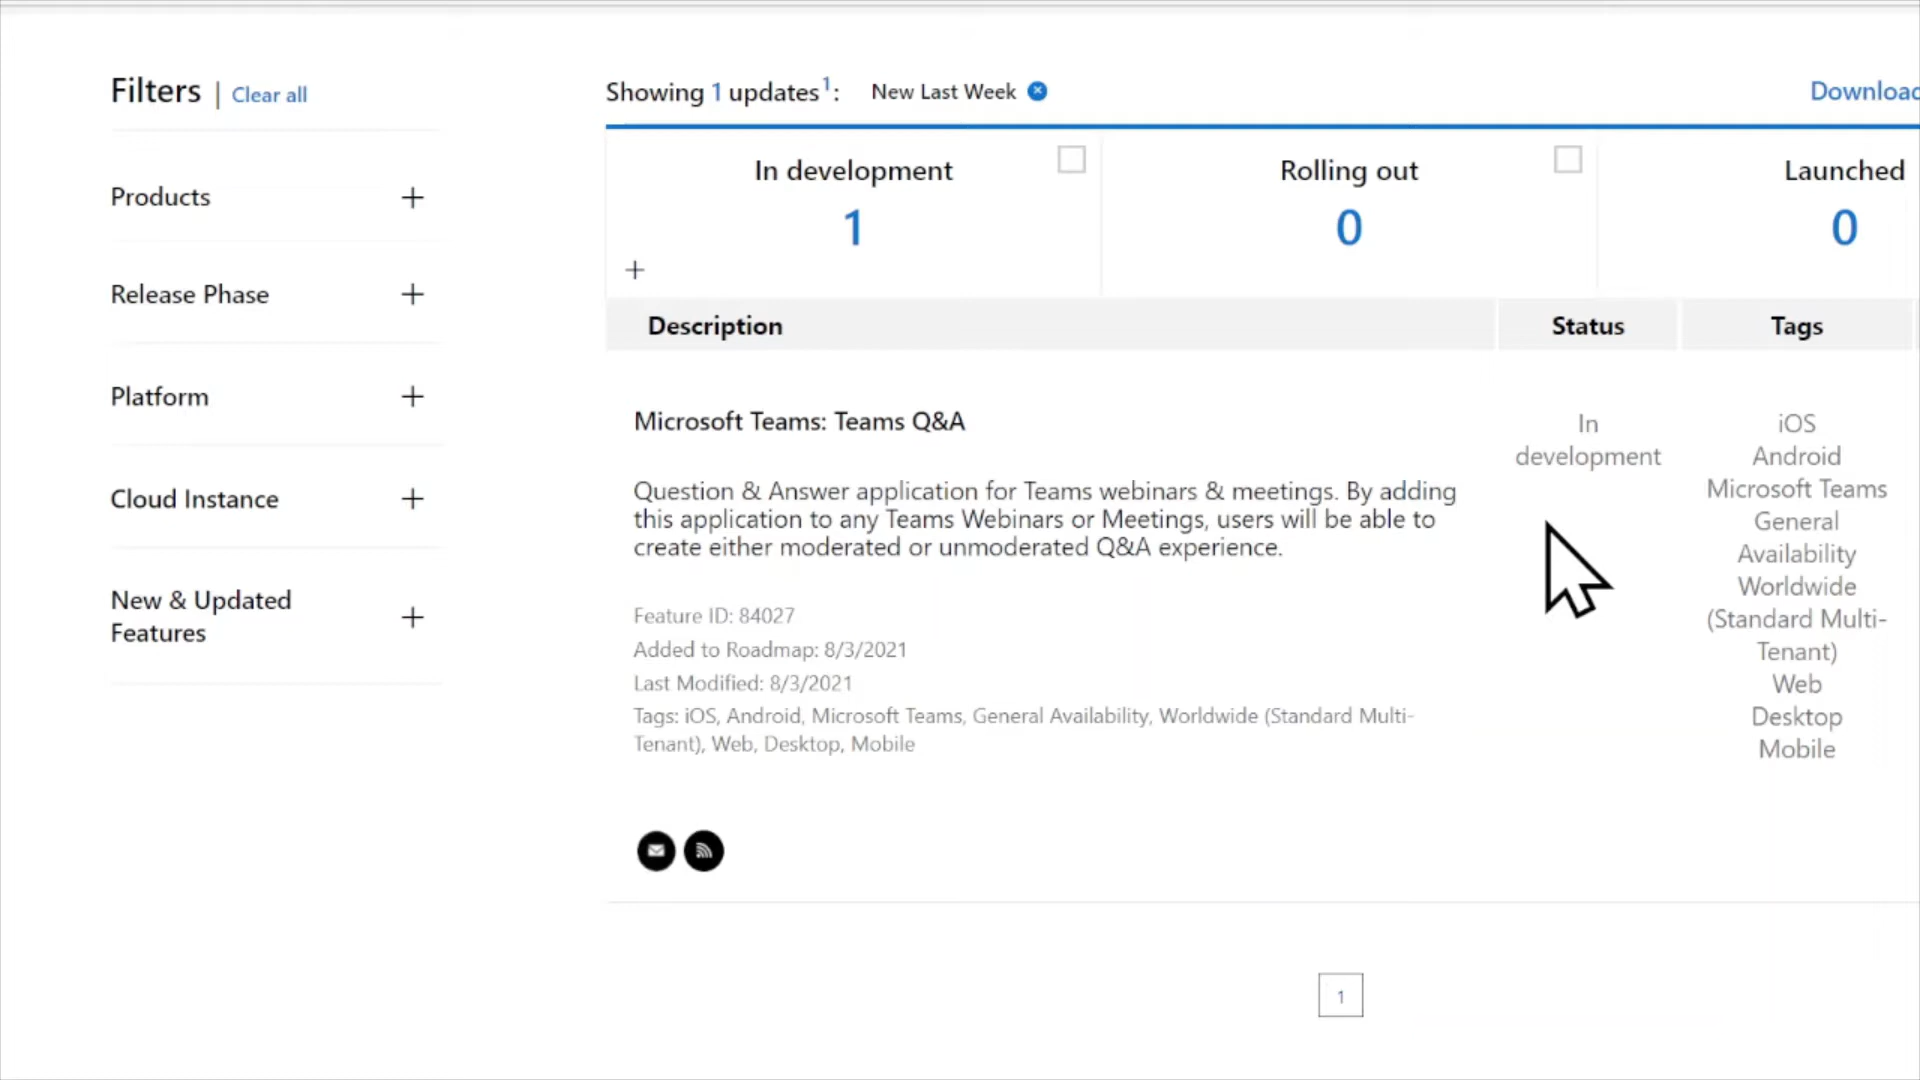 Filters | Clear all
Showing 1 updates1: New Last Week
Download
Products
Release Phase
Platform
Cloud Instance
New & Updated
Features
In development
1
Rolling out
0
Launched
0
Description
Status
Tags
Microsoft Teams: Teams Q&A
Question & Answer application for Teams webinars & meetings. By adding
this application to any Teams Webinars or Meetings, users will be able to
create either moderated or unmoderated Q&A experience.
Feature ID: 84027
Added to Roadmap: 8/3/2021
Last Modified: 8/3/2021
Tags: iOS, Android, Microsoft Teams, General Availability, Worldwide (Standard Multi-
Tenant), Web, Desktop, Mobile
In
development
iOS
Android
Microsoft Teams
General
Availability
Worldwide
(Standard Multi-
Tenant)
Web
Desktop
Mobile
1